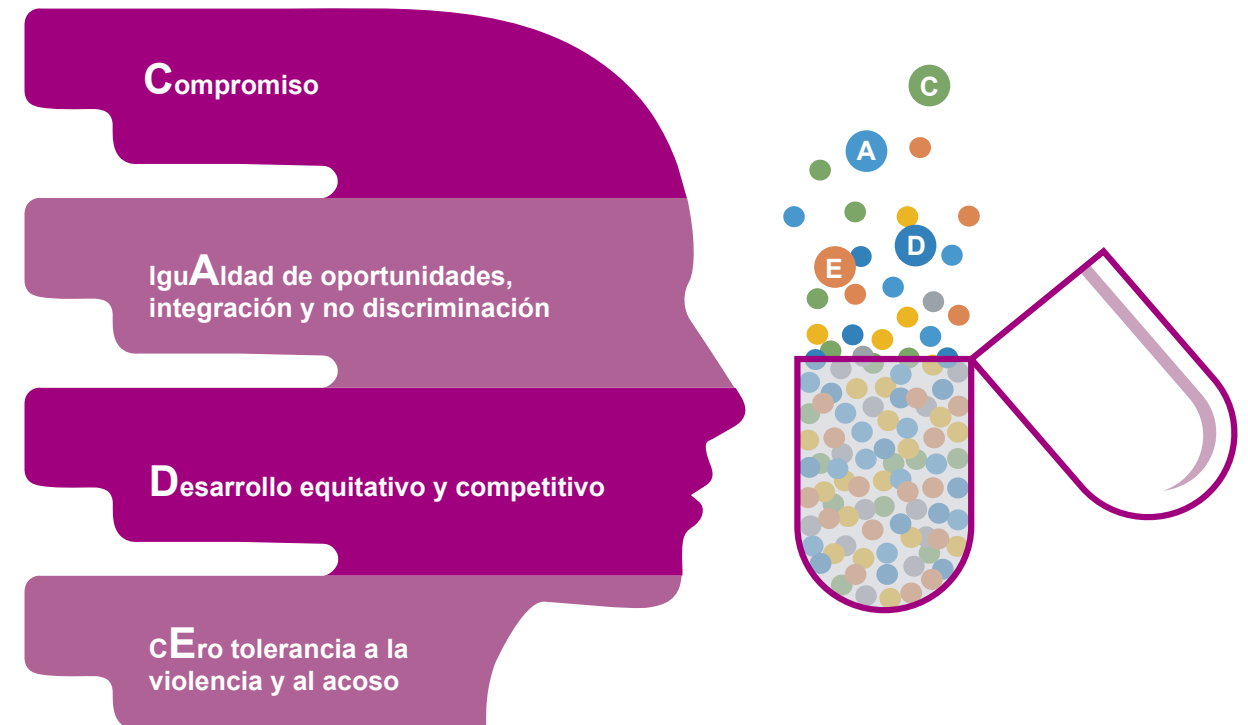 Compromiso
IguAldad de oportunidades,
integración y no discriminación
Desarrollo equitativo y competitivo
cEro tolerancia a la
violencia y al acoso
C
A
D
E